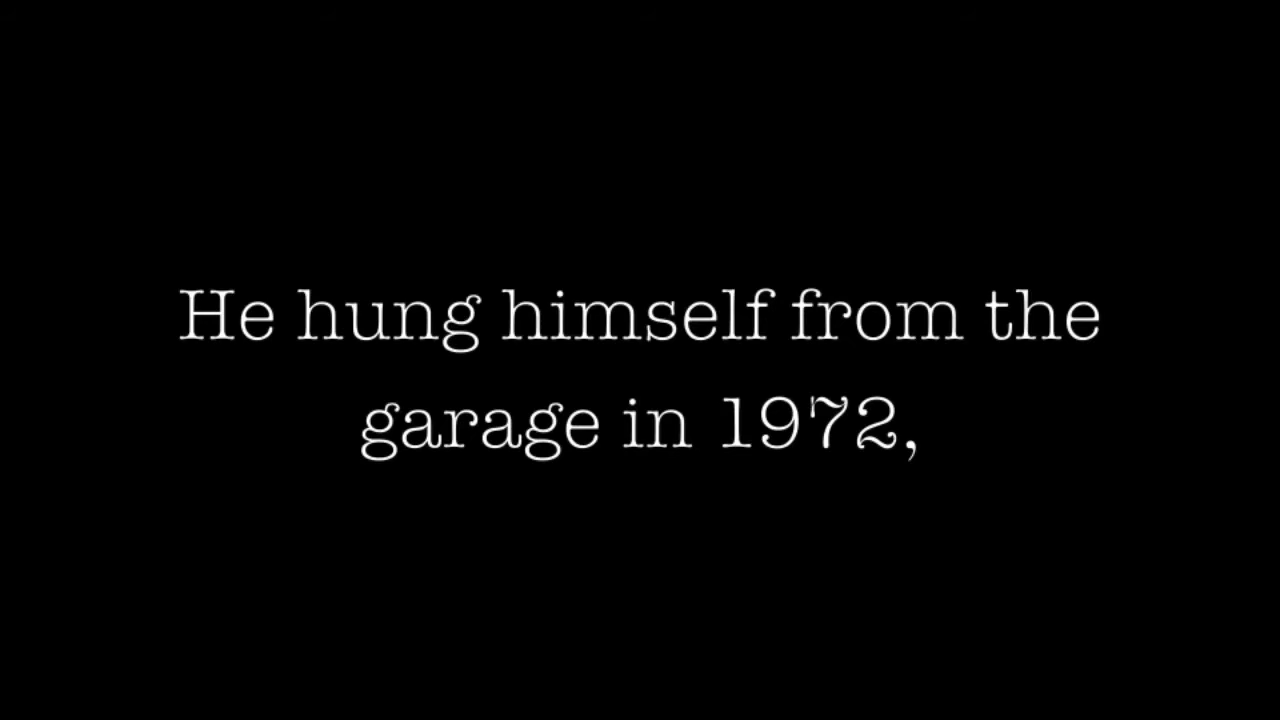 He hung himself from the
garage in 1972,